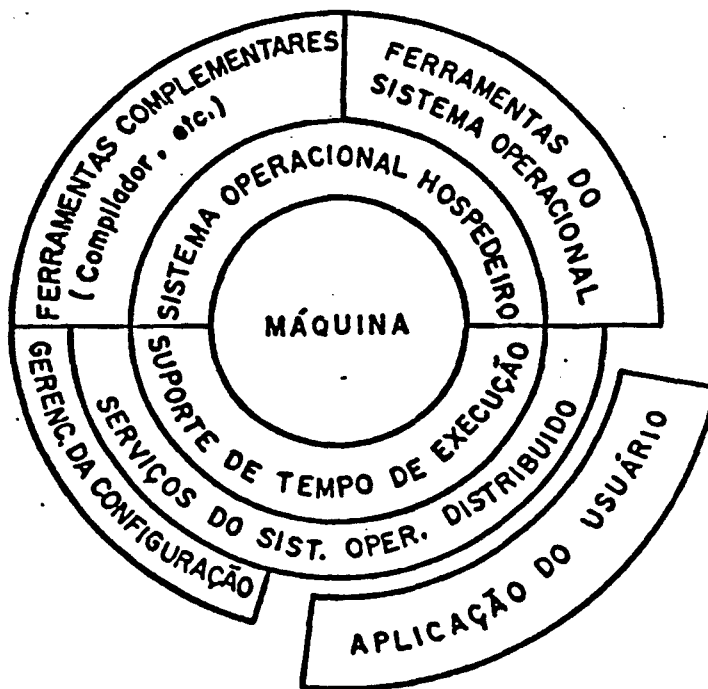 FERRAMENTAS COMPLEMENTARES
(Compilador, etc.)
FERRAMENTAS DO
SISTEMA OPERACIONAL
SISTEMA OPERACIONAL HOSPEDEIRO
MÁQUINA
SUPORTE DE TEMPO DE EXECUÇÃO
SERVIÇOS DO SIST. OPER. DISTRIBUIDO
GERENC. DA CONFIGURAÇÃO
APLICAÇÃO DO USUÁRIO